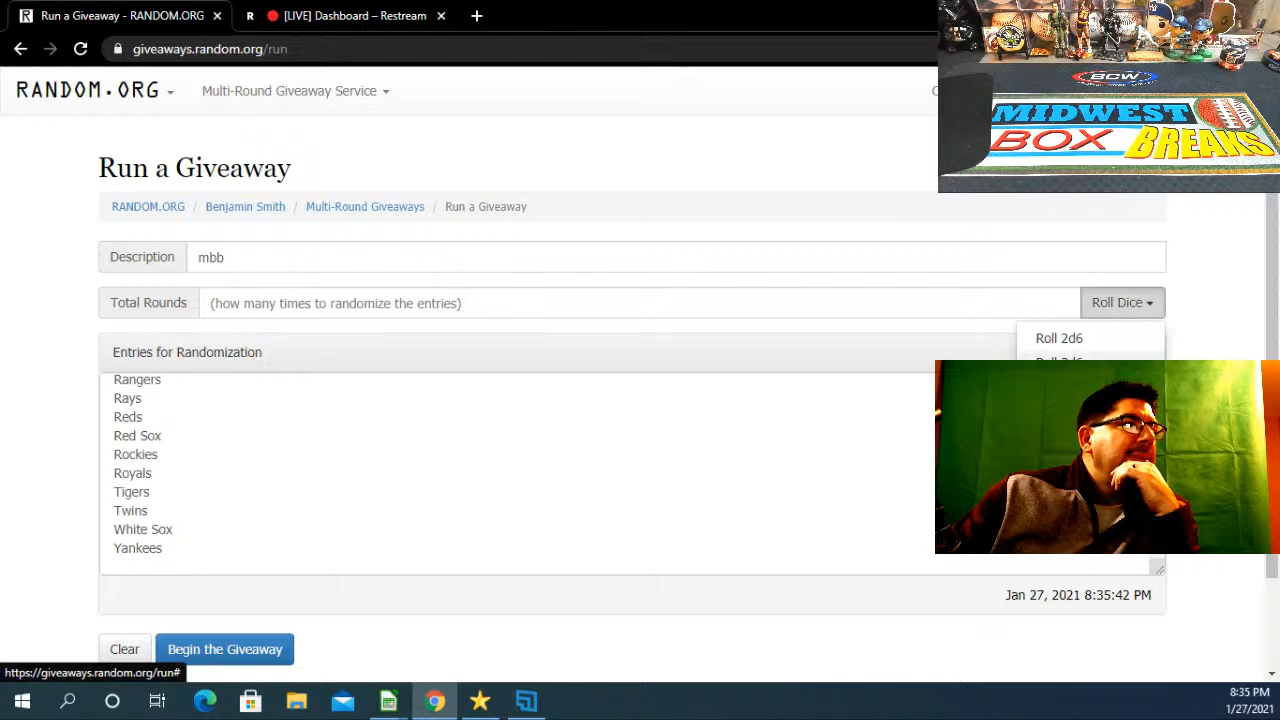 Run a Giveaway - RANDOM.ORG
R
[LIVE] Dashboard – Restream
giveaways.random.org/run
RANDOM.ORG
Multi-Round Giveaway Service
BCW
MIDWEST
BOX
BREAKS
Run a Giveaway
RANDOM.ORG / Benjamin Smith / Multi-Round Giveaways / Run a Giveaway
Description
mbb
Total Rounds
(how many times to randomize the entries)
Roll Dice
Roll 2d6
Entries for Randomization
Rangers
Rays
Reds
Red Sox
Rockies
Royals
Tigers
Twins
White Sox
Yankees
Jan 27, 2021 8:35:42 PM
Clear
Begin the Giveaway
https://giveaways.random.org/run#
8:35 PM
1/27/2021